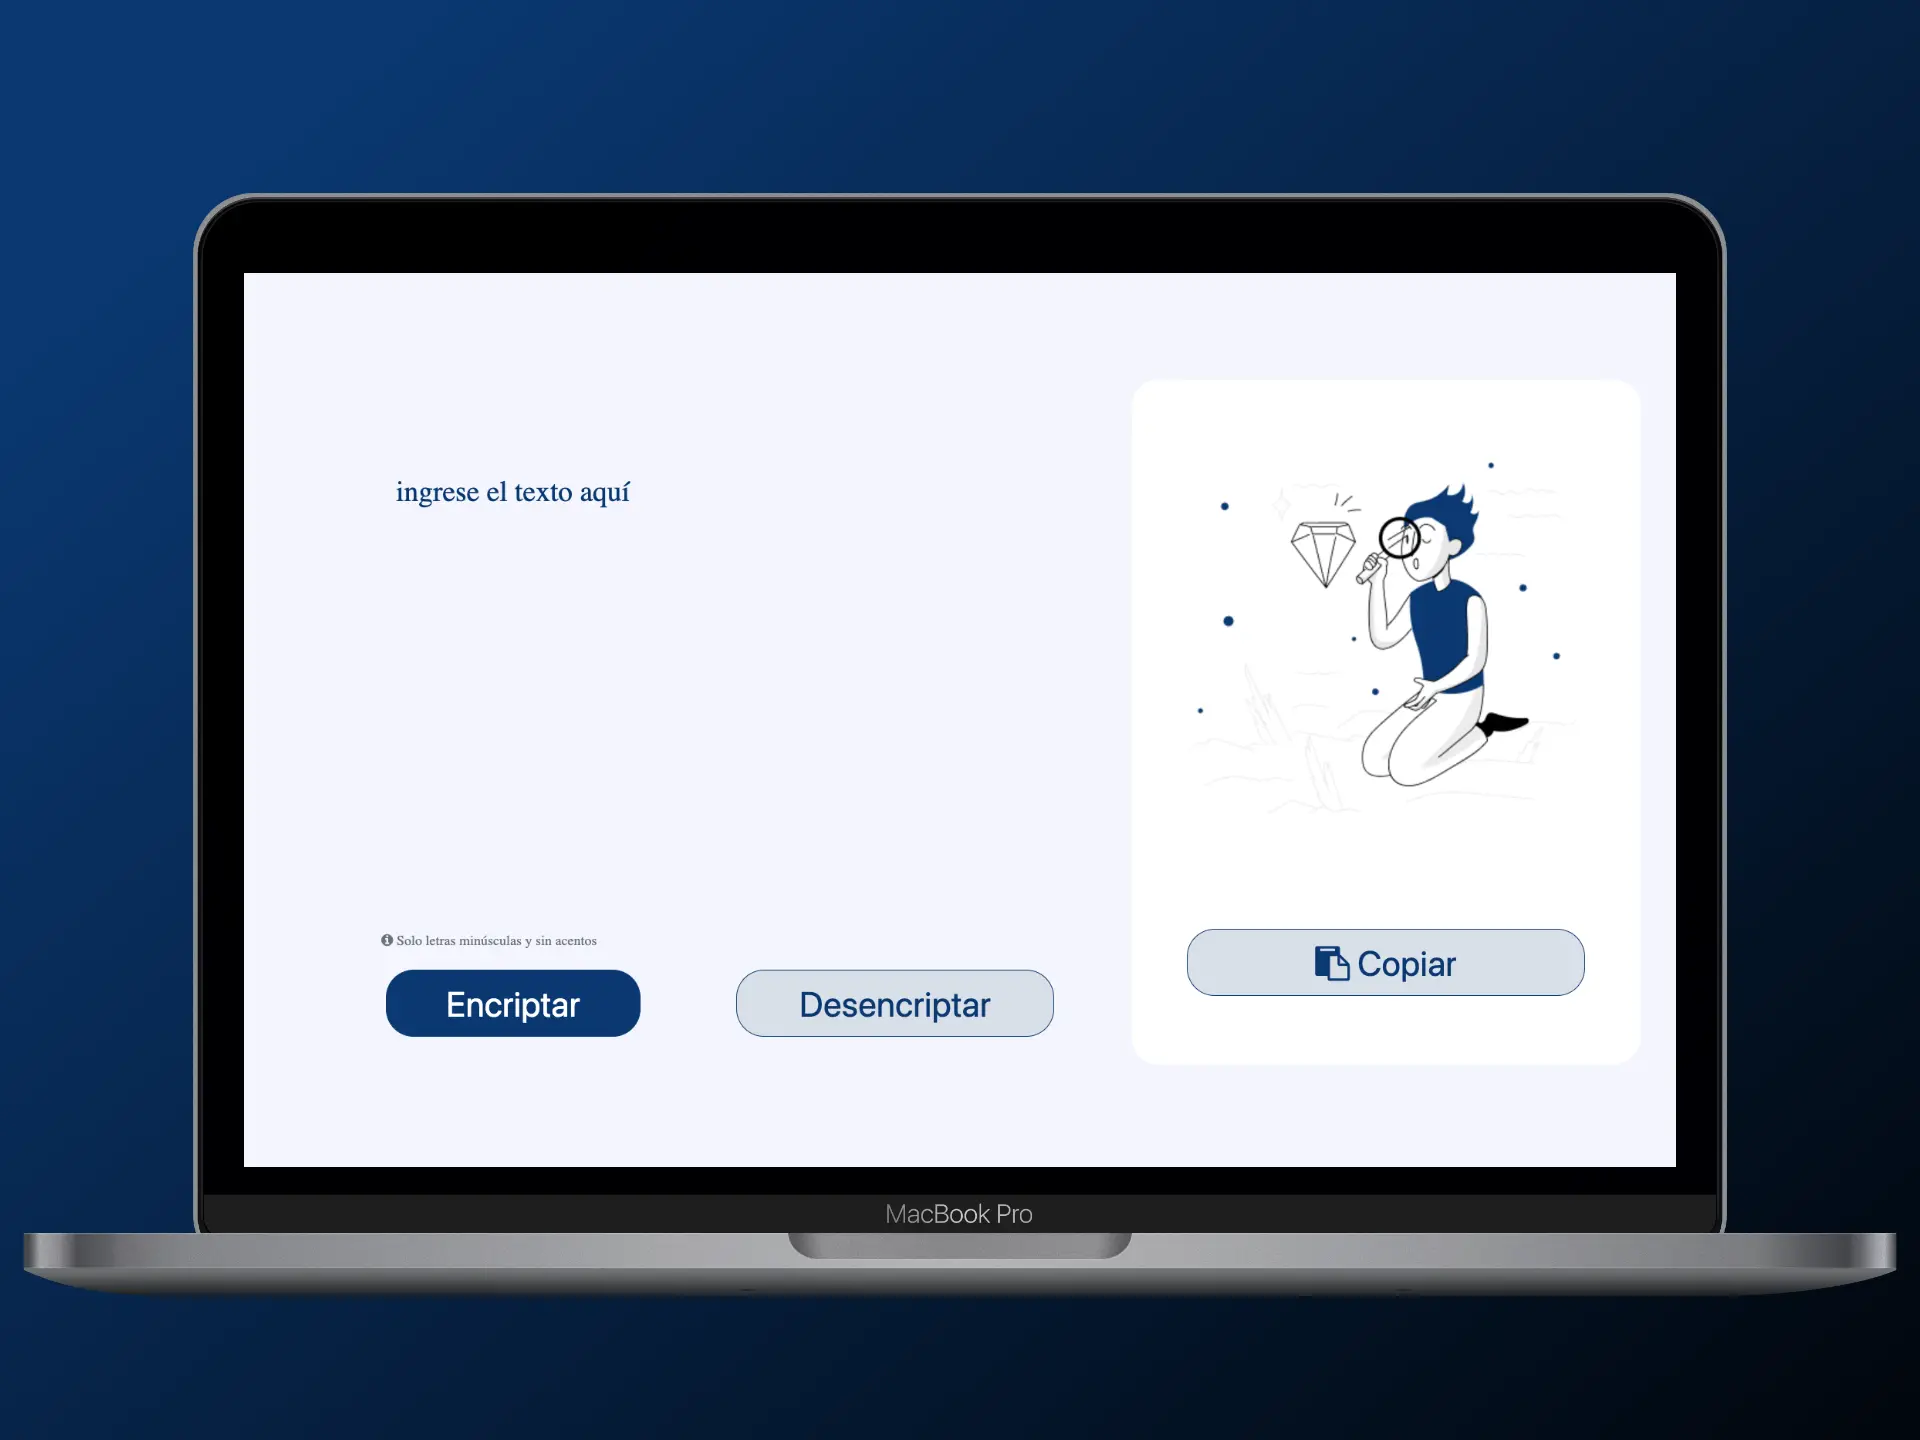 ingrese el texto aquí
Solo letras minúsculas y sin acentos
Encriptar
Desencriptar
Copiar
MacBook Pro